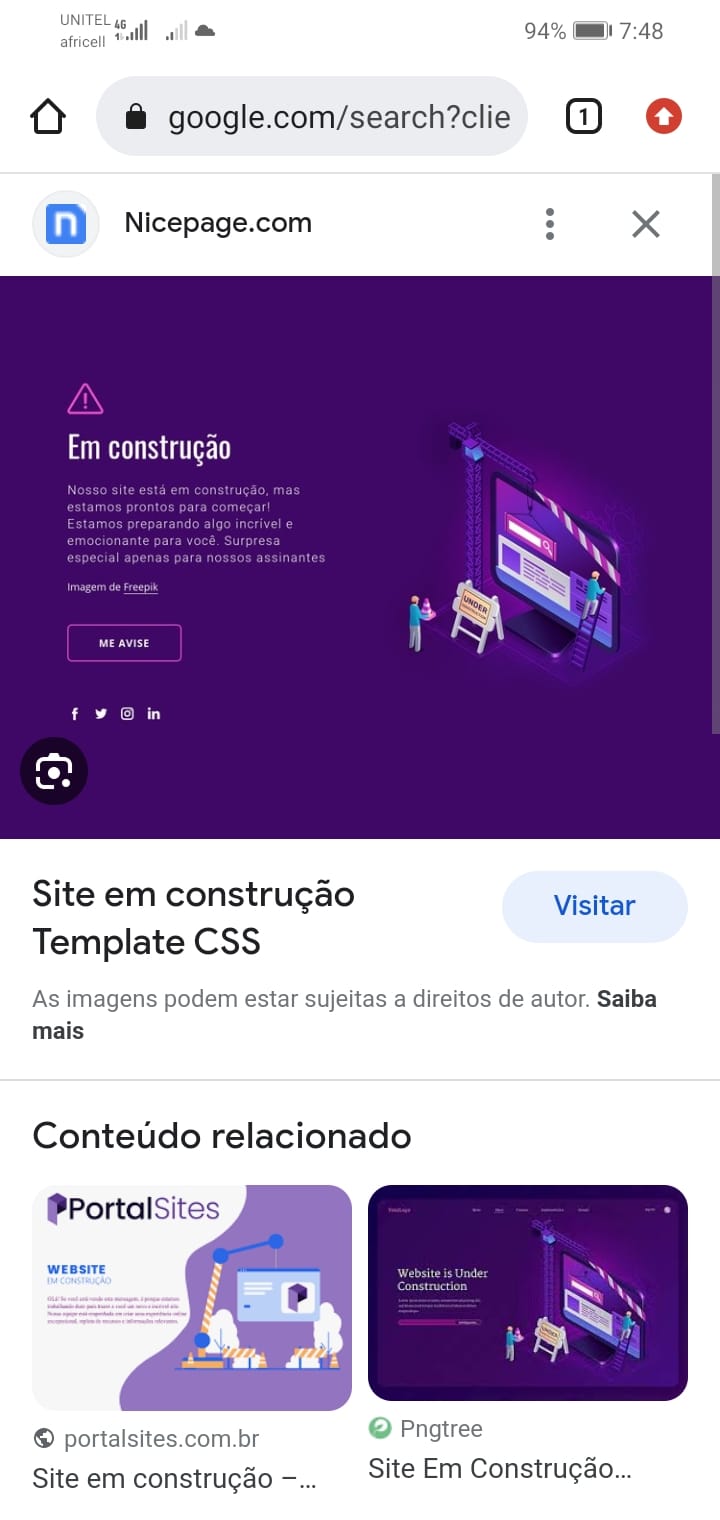 UNITEL 4G
africell
94% 7:48
google.com/search?clie
1
Nicepage.com
Em construção
Nosso site está em construção, mas
estamos prontos para começar!
Estamos preparando algo incrível e
emocionante para você. Surpresa
especial apenas para nossos assinantes
Imagem de Freepik
ME AVISE
UNDER
CONSTRUCTION
Site em construção
Template CSS
Visitar
As imagens podem estar sujeitas a direitos de autor. Saiba
mais
Conteúdo relacionado
PortalSites
WEBSITE
EM CONSTRUÇÃO
Website is Under
Construction
UNDER
portalsites.com.br
Site em construção –...
Pngtree
Site Em Construção...